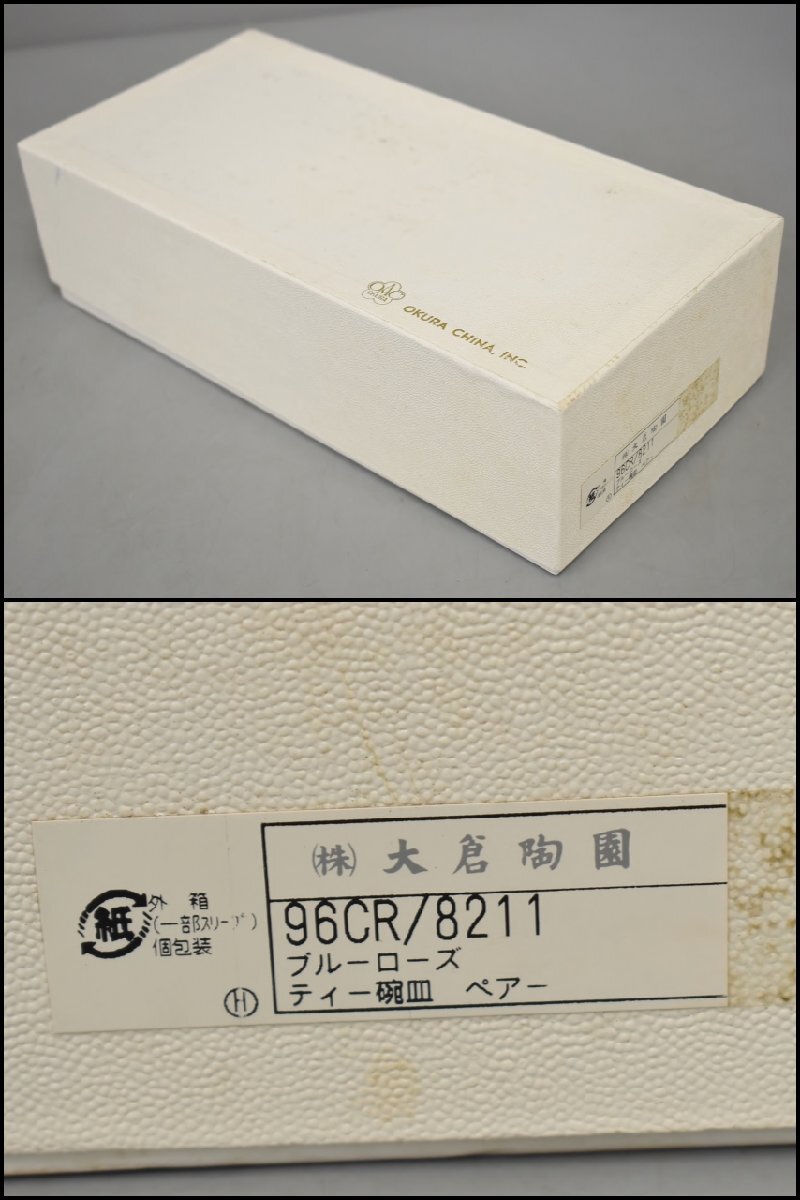 OKURA CHINA, INC.
96CR/8211
外箱
(一部スリーブ)
個包装
紙
H
(株)大倉陶園
96CR/8211
ブルーローズ
ティー碗皿 ペアー